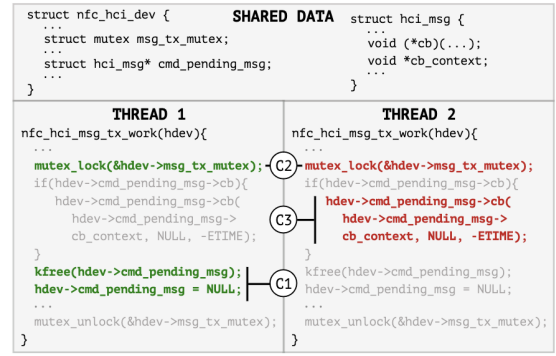 SHARED DATA
struct nfc_hci_dev {
...
struct mutex msg_tx_mutex;
...
struct hci_msg* cmd_pending_msg;
...
}
struct hci_msg {
...
void (*cb)(...);
void *cb_context;
...
}
THREAD 1
nfc_hci_msg_tx_work(hdev){
...
mutex_lock(&hdev->msg_tx_mutex);
if(hdev->cmd_pending_msg->cb){
hdev->cmd_pending_msg->cb(
hdev->cmd_pending_msg->
cb_context, NULL, -ETIME);
}
kfree(hdev->cmd_pending_msg);
hdev->cmd_pending_msg = NULL;
...
mutex_unlock(&hdev->msg_tx_mutex);
}
C2
C3
C1
THREAD 2
nfc_hci_msg_tx_work(hdev){
...
mutex_lock(&hdev->msg_tx_mutex);
if(hdev->cmd_pending_msg->cb){
hdev->cmd_pending_msg->cb(
hdev->cmd_pending_msg->
cb_context, NULL, -ETIME);
}
kfree(hdev->cmd_pending_msg);
hdev->cmd_pending_msg = NULL;
...
mutex_unlock(&hdev->msg_tx_mutex);
}